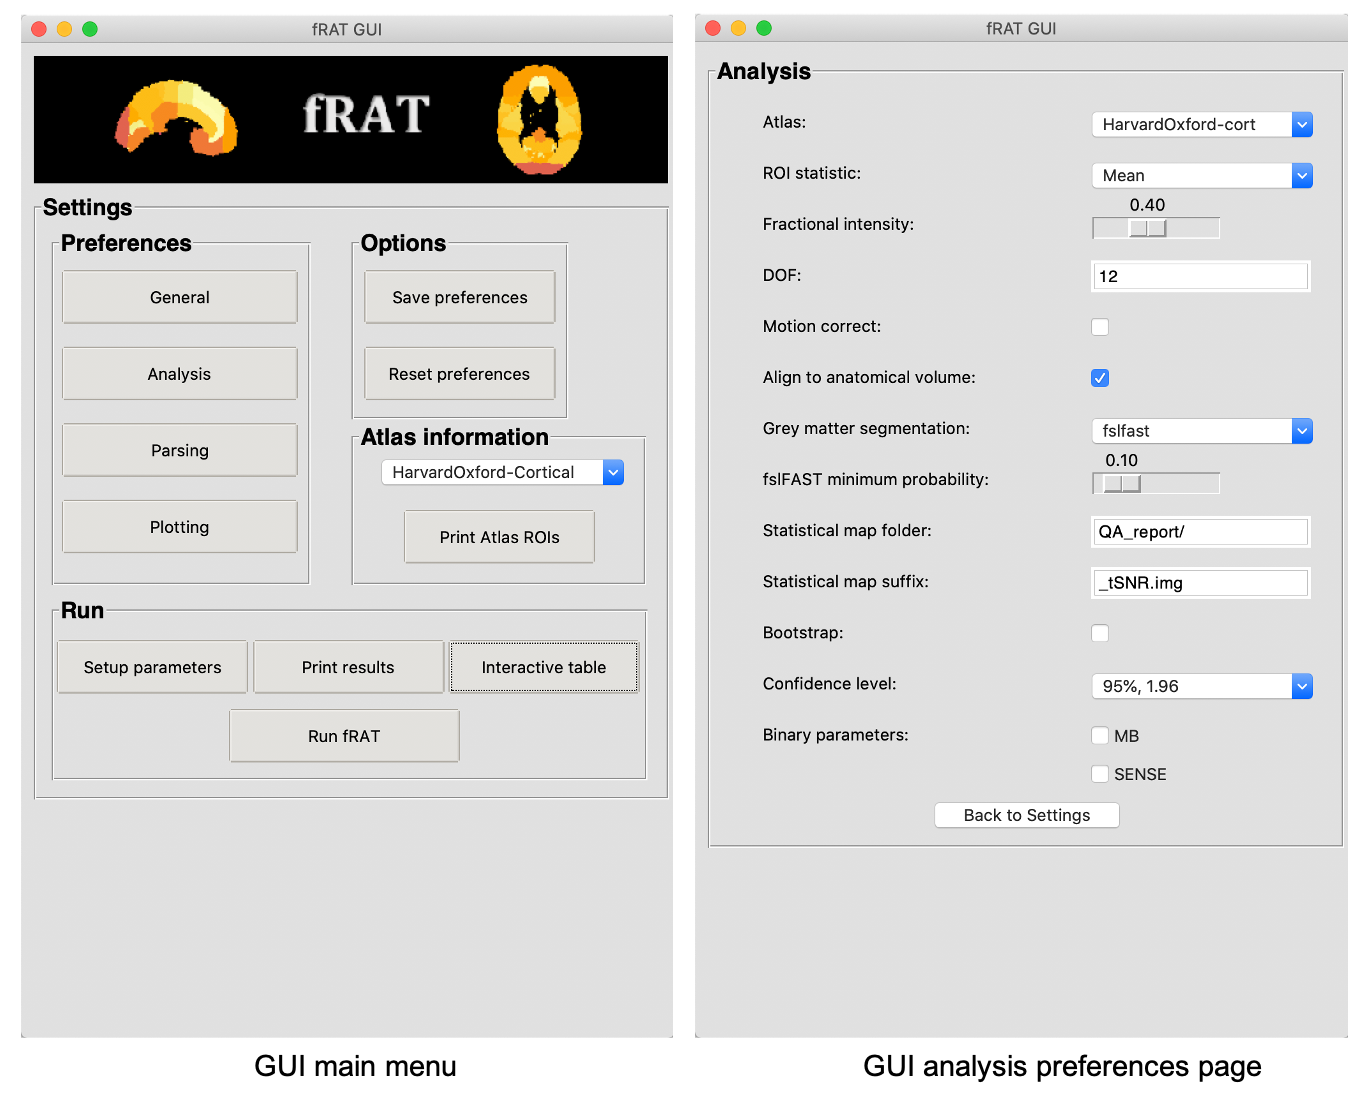 fRAT GUI
fRAT
Settings
Preferences
Options
General
Save preferences
Analysis
Reset preferences
Parsing
Atlas information
HarvardOxford-Cortical
Plotting
Print Atlas ROIs
Run
Setup parameters
Print results
Interactive table
Run fRAT
GUI main menu
fRAT GUI
Analysis
Atlas: HarvardOxford-cort
ROI statistic: Mean
0.40
Fractional intensity:
DOF: 12
Motion correct:
Align to anatomical volume:
Grey matter segmentation: fslfast
0.10
fslFAST minimum probability:
Statistical map folder: QA_report/
Statistical map suffix: _tSNR.img
Bootstrap:
Confidence level: 95%, 1.96
Binary parameters: MB
SENSE
Back to Settings
GUI analysis preferences page